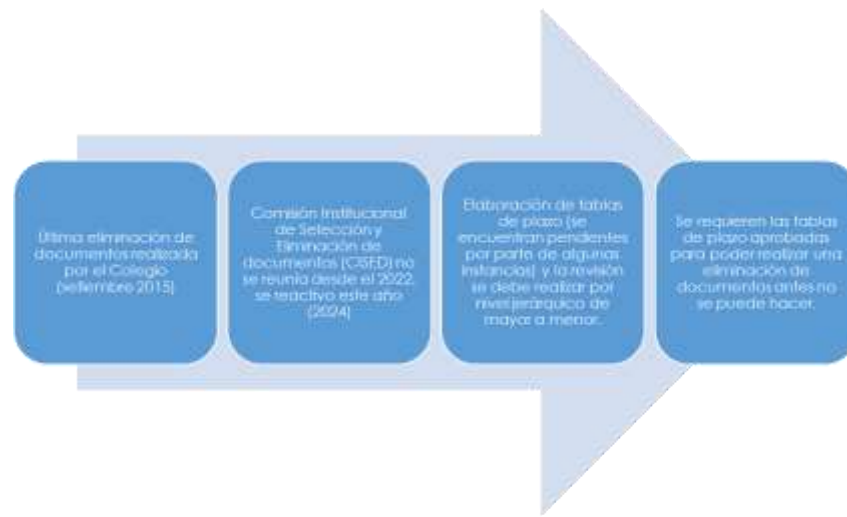 Última eliminación de
documentos realizada
por el Colegio
(setiembre 2015)
Comisión Institucional
de Selección y
Eliminación de
documentos (CISED) no
se reunía desde el 2022,
se reactivo este año
(2024)
Elaboración de tablas
de plazo (se
encuentran pendientes
por parte de algunas
instancias) y la revisión
se debe realizar por
nivel jerárquico de
mayor a menor.
Se requieren las tablas
de plazo aprobadas
para poder realizar una
eliminación de
documentos antes no
se puede hacer.